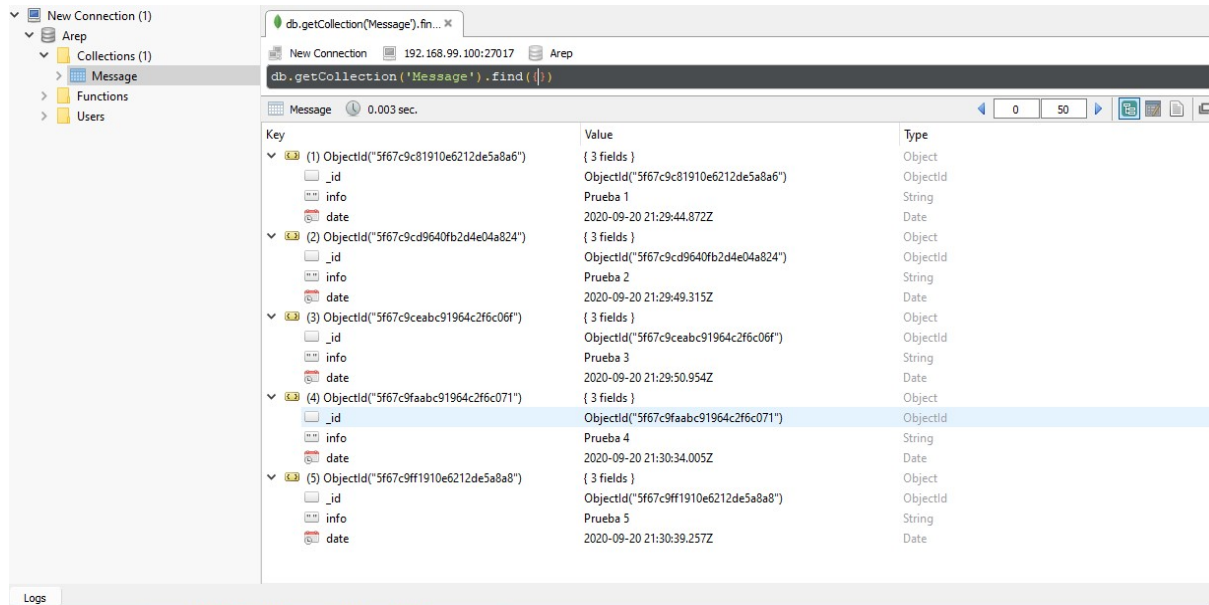 New Connection (1)
Arep
Collections (1)
Message
Functions
Users
db.getCollection('Message').fin...
New Connection 192.168.99.100:27017 Arep
db.getCollection('Message').find({})
Message 0.003 sec. 0 50
Key Value Type
(1) ObjectId("5f67c9c81910e6212de5a8a6") { 3 fields } Object
_id ObjectId("5f67c9c81910e6212de5a8a6") ObjectId
info Prueba 1 String
date 2020-09-20 21:29:44.872Z Date
(2) ObjectId("5f67c9cd9640fb2d4e04a824") { 3 fields } Object
_id ObjectId("5f67c9cd9640fb2d4e04a824") ObjectId
info Prueba 2 String
date 2020-09-20 21:29:49.315Z Date
(3) ObjectId("5f67c9ceabc91964c2f6c06f") { 3 fields } Object
_id ObjectId("5f67c9ceabc91964c2f6c06f") ObjectId
info Prueba 3 String
date 2020-09-20 21:29:50.954Z Date
(4) ObjectId("5f67c9faabc91964c2f6c071") { 3 fields } Object
_id ObjectId("5f67c9faabc91964c2f6c071") ObjectId
info Prueba 4 String
date 2020-09-20 21:30:34.005Z Date
(5) ObjectId("5f67c9ff1910e6212de5a8a8") { 3 fields } Object
_id ObjectId("5f67c9ff1910e6212de5a8a8") ObjectId
info Prueba 5 String
date 2020-09-20 21:30:39.257Z Date
Logs